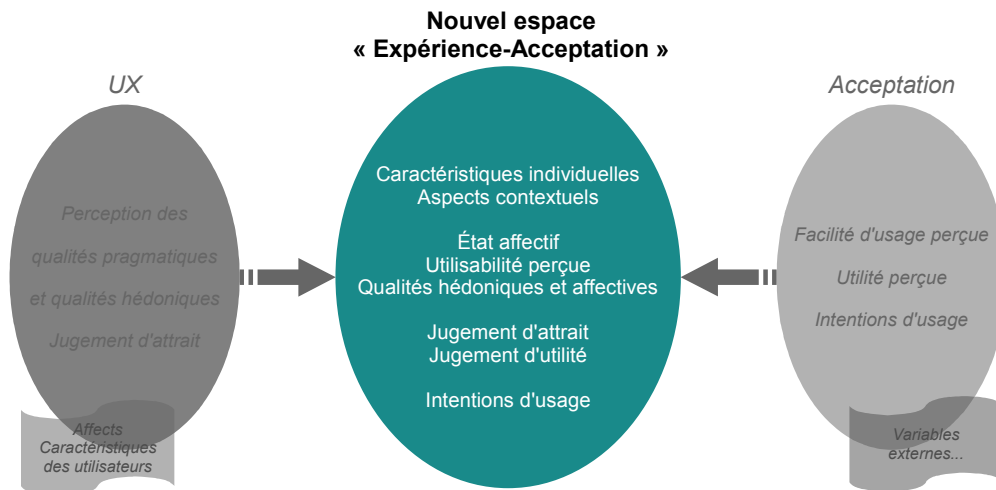 Nouvel espace
« Expérience-Acceptation »
UX
Perception des
qualités pragmatiques
et qualités hédoniques
Jugement d'attrait
Affects
Caractéristiques
des utilisateurs
Caractéristiques individuelles
Aspects contextuels
État affectif
Utilisabilité perçue
Qualités hédoniques et affectives
Jugement d'attrait
Jugement d'utilité
Intentions d'usage
Acceptation
Facilité d'usage perçue
Utilité perçue
Intentions d'usage
Variables
externes...